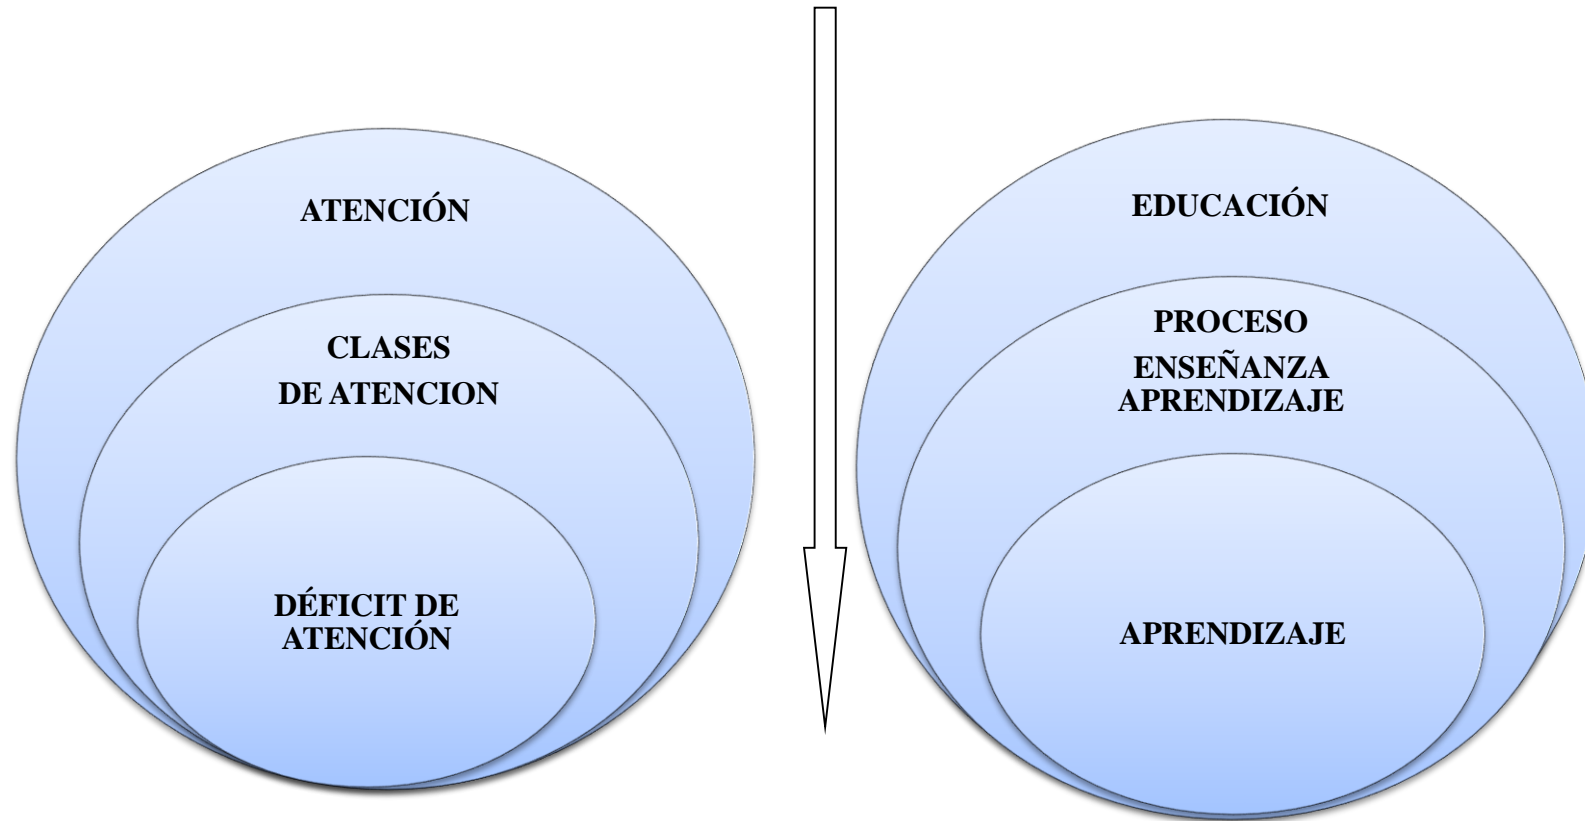 ATENCIÓN
CLASES
DE ATENCION
DÉFICIT DE
ATENCIÓN
EDUCACIÓN
PROCESO
ENSEÑANZA
APRENDIZAJE
APRENDIZAJE